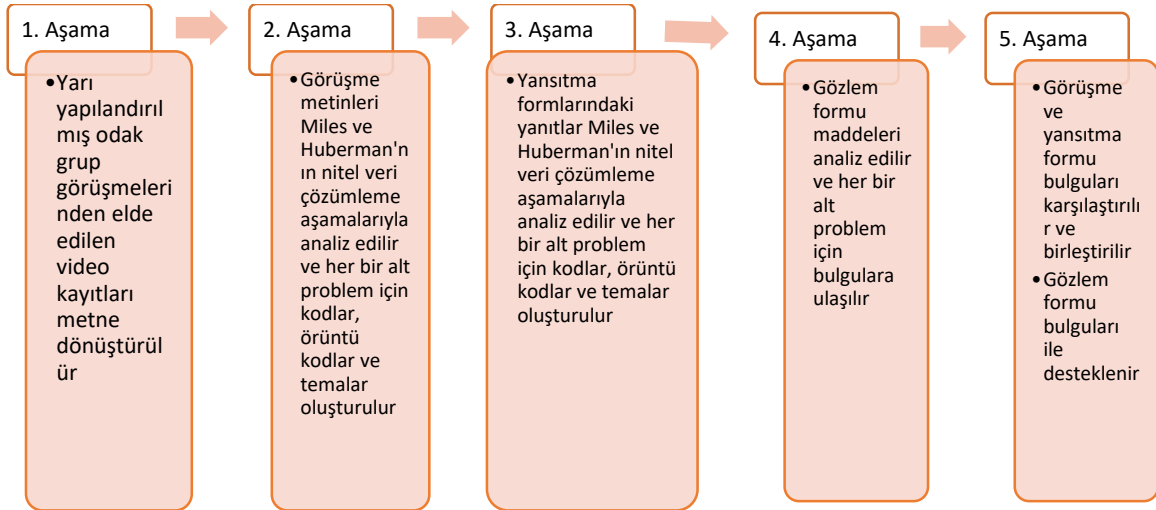 1. Aşama
•Yarı
yapılandırıl
mış odak
grup
görüşmeleri
nden elde
edilen
video
kayıtları
metne
dönüştürül
ür
2. Aşama
•Görüşme
metinleri
Miles ve
Huberman'n
ın nitel veri
çözümleme
aşamalarıyla
analiz edilir
ve her bir alt
problem için
kodlar,
örüntü
kodlar ve
temalar
oluşturulur
3. Aşama
•Yansıtma
formlarındaki
yanıtlar Miles ve
Huberman'ın nitel
veri çözümleme
aşamalarıyla
analiz edilir ve her
bir alt problem
için kodlar, örüntü
kodlar ve temalar
oluşturulur
4. Aşama
•Gözlem
formu
maddeleri
analiz edilir
ve her bir
alt
problem
için
bulgulara
ulaşılır
5. Aşama
•Görüşme
ve
yansıtma
formu
bulguları
karşılaştırılı
r ve
birleştirilir
•Gözlem
formu
bulguları
ile
desteklenir